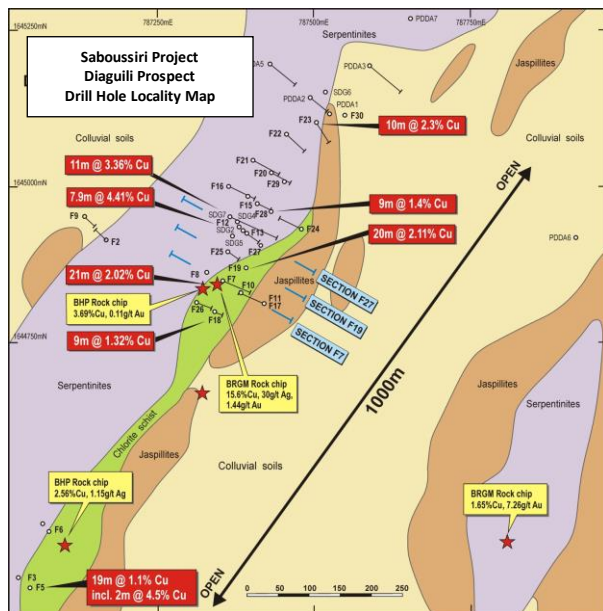 787250mE
787500mE
787750mE
1645250mN
1645000mN
1644750mN
Saboussiri Project
Diaguili Prospect
Drill Hole Locality Map
Serpentinites
PDDA7
PDDA3
SDG6
PDDA2
PDDA1
F30
F23
F22
Jaspillites
Colluvial soils
Colluvial soils
10m @ 2.3% Cu
11m @ 3.36% Cu
F21
F20
F29
F16
OPEN
7.9m @ 4.41% Cu
F15
F28
9m @ 1.4% Cu
SDG7
F12
SDG2
F13
SDG5
F24
F9
F2
F25
F27
20m @ 2.11% Cu
PDDA6
21m @ 2.02% Cu
F8
F19
F7
F10
Jaspillites
F11
F17
SECTION F27
SECTION F19
SECTION F7
BHP Rock chip
3.69%Cu, 0.11g/t Au
F26
F18
9m @ 1.32% Cu
Serpentinites
BRGM Rock chip
15.6%Cu, 30g/t Ag,
1.44g/t Au
1000m
Jaspillites
Serpentinites
Chlorite schist
Jaspillites
Colluvial soils
BHP Rock chip
2.56%Cu, 1.15g/t Ag
BRGM Rock chip
1.65%Cu, 7.26g/t Au
F6
F3
F5
19m @ 1.1% Cu
incl. 2m @ 4.5% Cu
OPEN
0 50 100 150 200 250